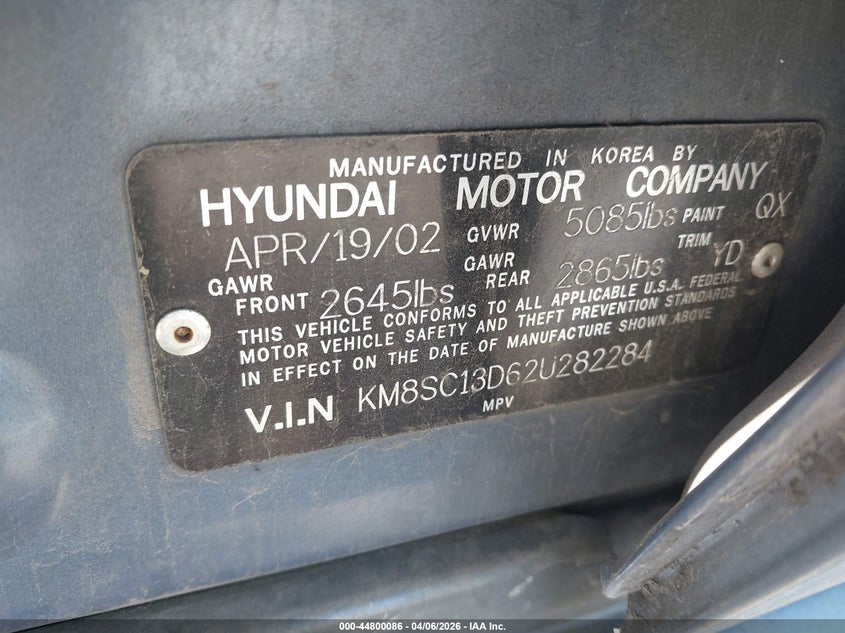 MANUFACTURED IN KOREA BY
HYUNDAI MOTOR COMPANY
APR/19/02 GVWR 5085lbs PAINT QX
GAWR FRONT 2645lbs GAWR REAR 2865lbs TRIM YD
THIS VEHICLE CONFORMS TO ALL APPLICABLE U.S.A. FEDERAL
MOTOR VEHICLE SAFETY AND THEFT PREVENTION STANDARDS
IN EFFECT ON THE DATE OF MANUFACTURE SHOWN ABOVE
V.I.N KM8SC13D62U282284
MPV
000-44800086 - 04/06/2026 - IAA Inc.